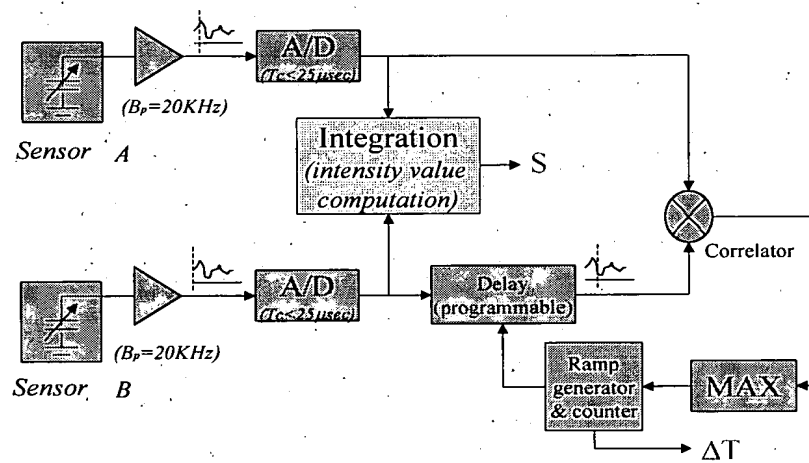 A/D
(Tc<25µsec)
(Bₚ=20KHz)
Sensor A
Integration
(intensity value
computation)
S
Correlator
A/D
(Tc<25µsec)
Delay
(programmable)
(Bₚ=20KHz)
Sensor B
Ramp
generator
& counter
MAX
ΔT